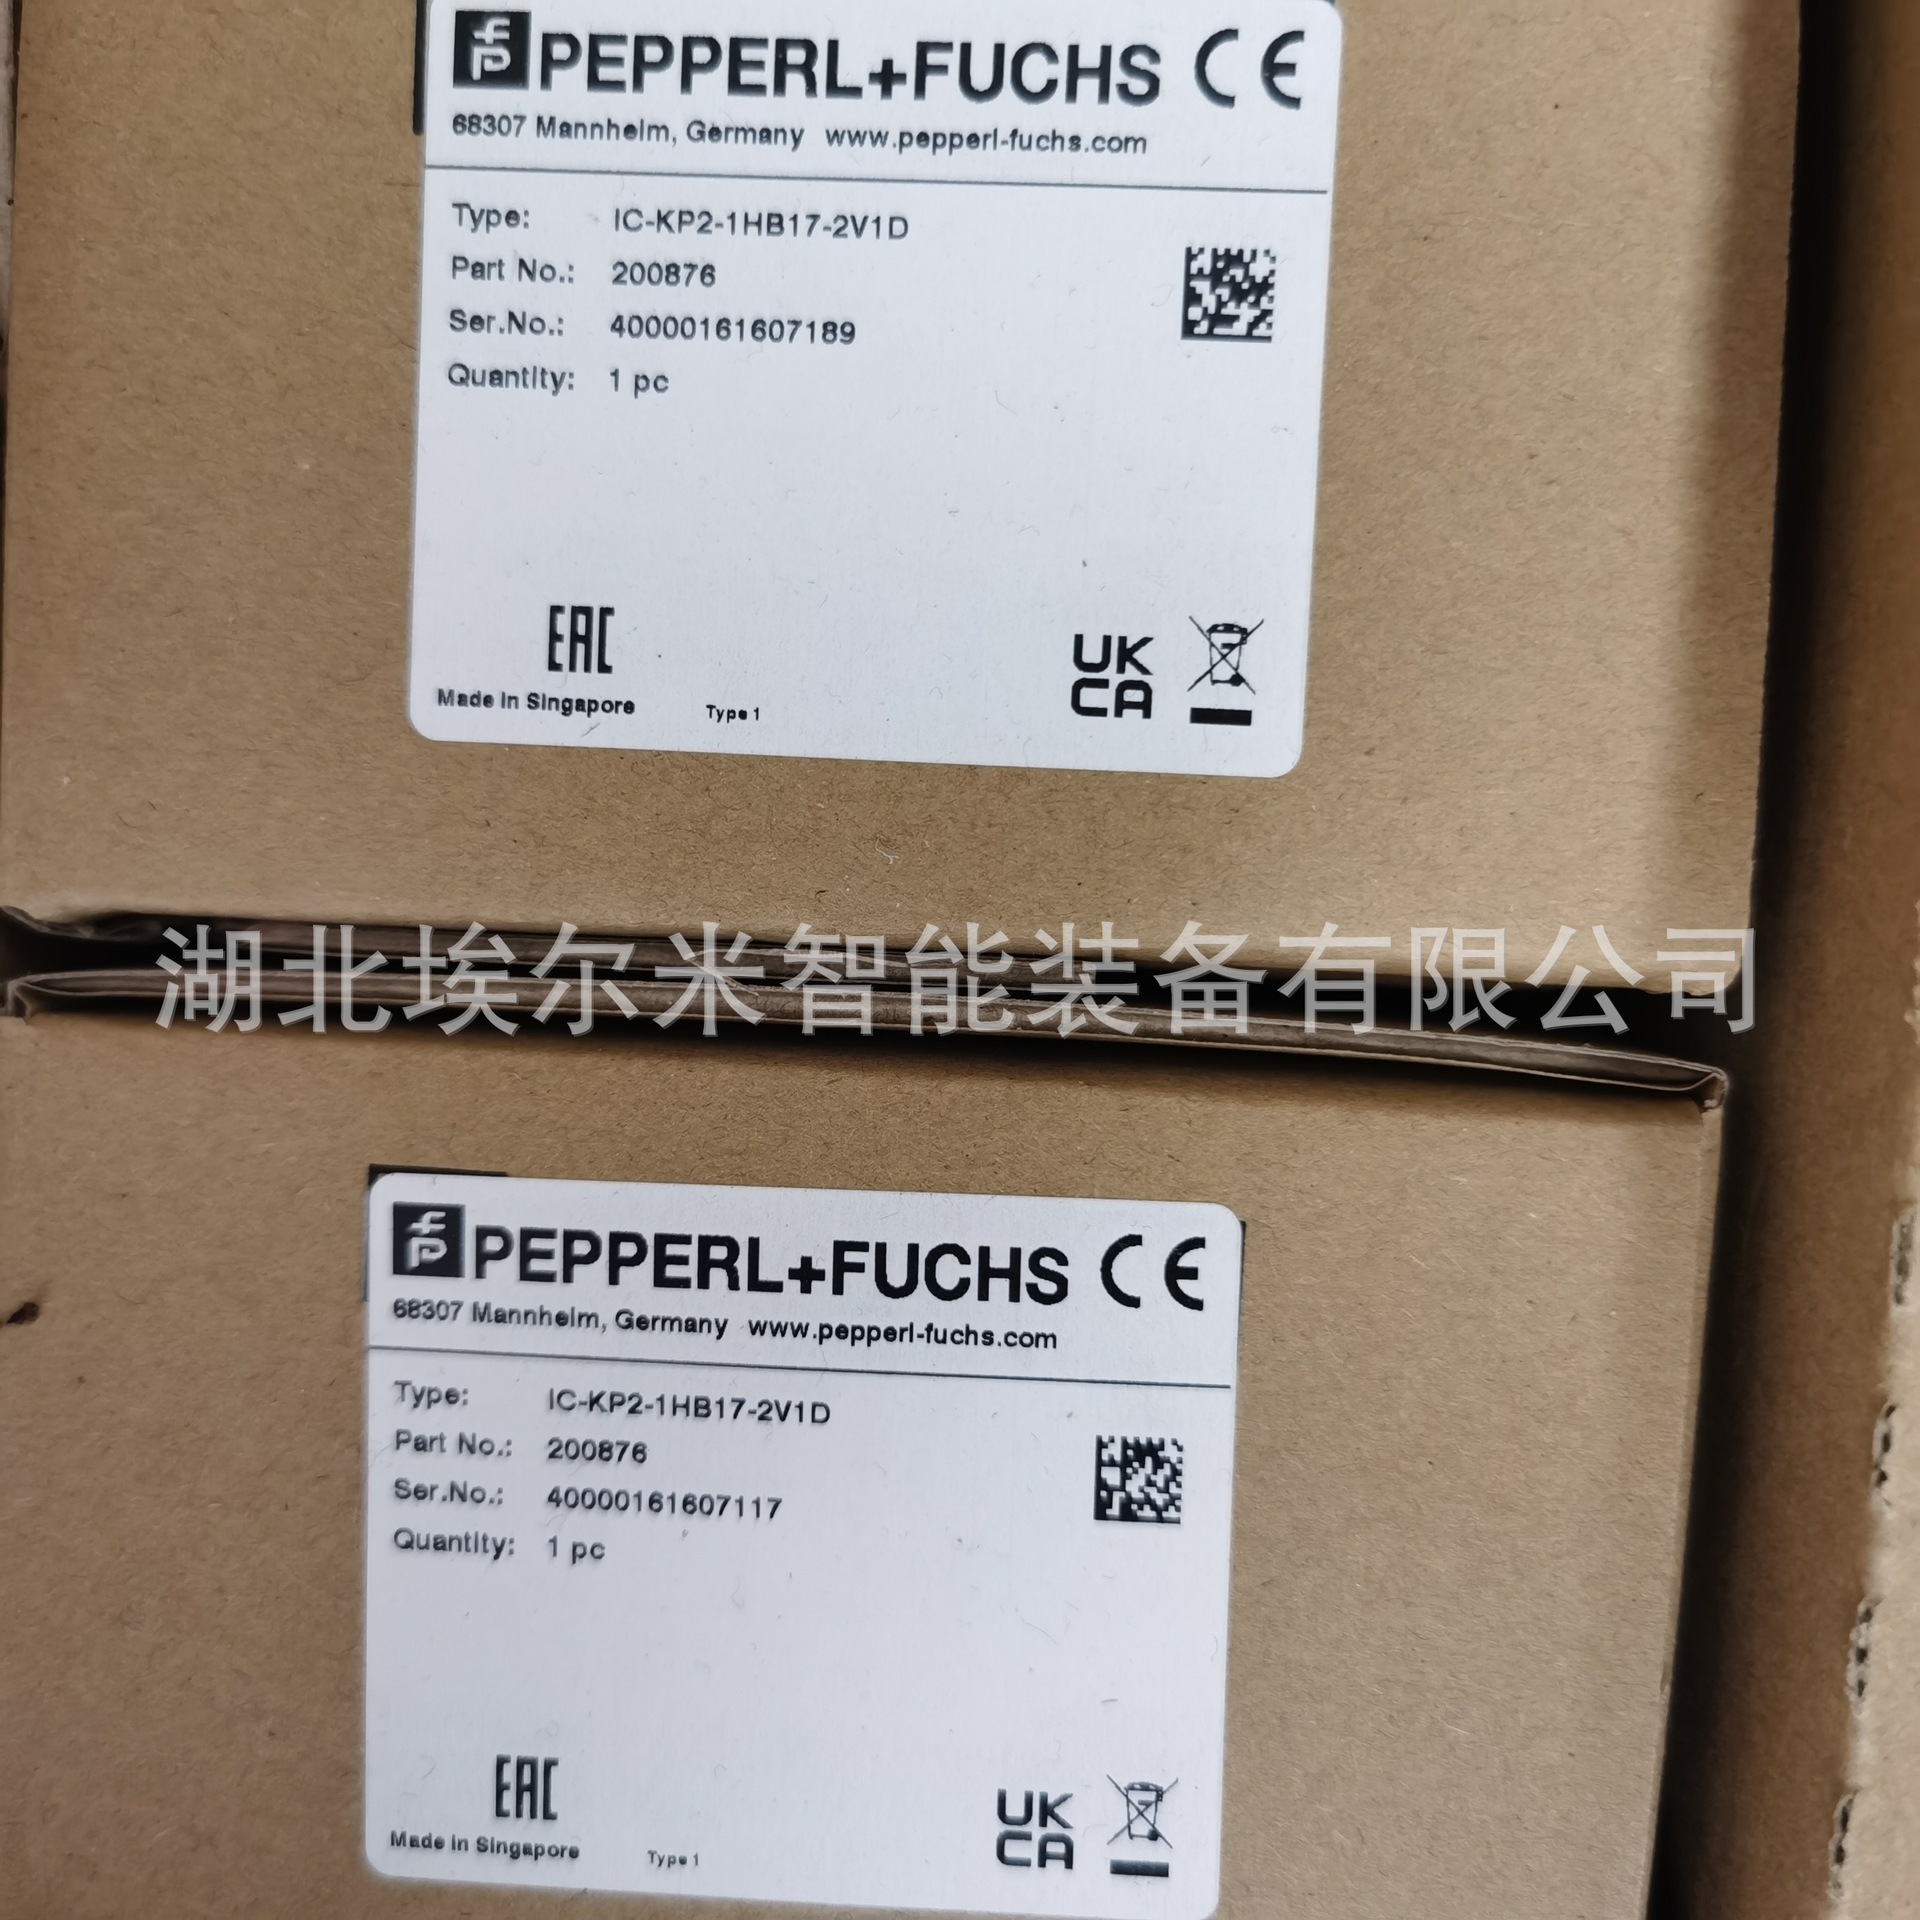 PEPPERL+FUCHS CE
68307 Mannheim, Germany www.pepperl-fuchs.com
Type: IC-KP2-1HB17-2V1D
Part No.: 200876
Ser.No.: 40000161607189
Quantity: 1 pc
EAC
UK
CA
Made in Singapore Type 1
湖北埃尔米智能装备有限公司
PEPPERL+FUCHS CE
68307 Mannheim, Germany www.pepperl-fuchs.com
Type: IC-KP2-1HB17-2V1D
Part No.: 200876
Ser.No.: 40000161607117
Quantity: 1 pc
EAC
UK
CA
Made in Singapore Type 1